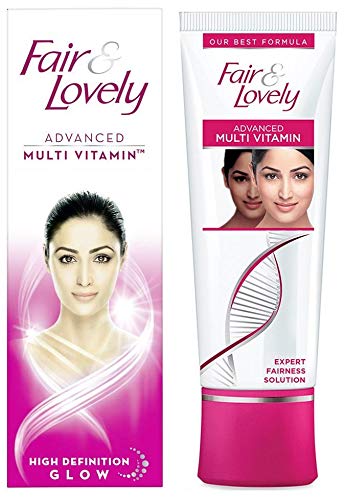 Fair &
Lovely
ADVANCED
MULTI VITAMIN™
HIGH DEFINITION
GLOW
OUR BEST FORMULA
Fair &
Lovely
ADVANCED
MULTI VITAMIN
EXPERT
FAIRNESS
SOLUTION